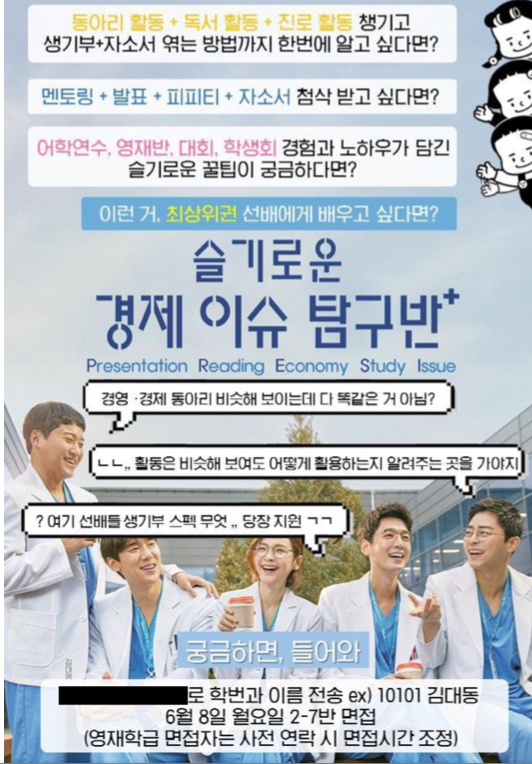 동아리 활동 + 독서 활동 + 진로 활동 챙기고
생기부+자소서 엮는 방법까지 한번에 알고 싶다면?
멘토링 + 발표 + 피피티 + 자소서 첨삭 받고 싶다면?
어학연수, 영재반, 대회, 학생회 경험과 노하우가 담긴
슬기로운 꿀팁이 궁금하다면?
이런 거, 최상위권 선배에게 배우고 싶다면?
슬기로운
경제 이슈 탐구반+
Presentation Reading Economy Study Issue
경영·경제 동아리 비슷해 보이는데 다 똑같은 거 아님?
ㄴㄴ,, 활동은 비슷해 보여도 어떻게 활용하는지 알려주는 곳을 가야지
? 여기 선배들 생기부 스펙 무엇 ,, 당장 지원 ㄱㄱ
궁금하면, 들어와
로 학번과 이름 전송 ex) 10101 김대동
6월 8일 월요일 2-7반 면접
(영재학급 면접자는 사전 연락 시 면접시간 조정)